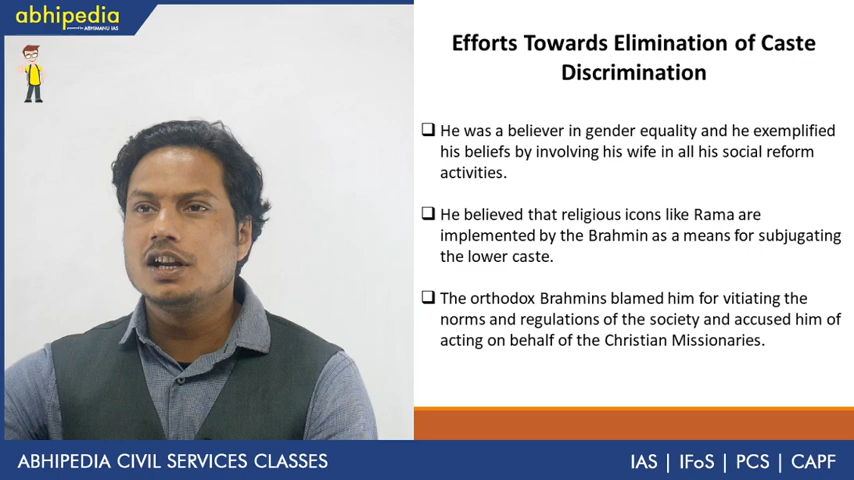 abhipedia
powered by ABHIMANU IAS
Efforts Towards Elimination of Caste
Discrimination
He was a believer in gender equality and he exemplified
his beliefs by involving his wife in all his social reform
activities.
He believed that religious icons like Rama are
implemented by the Brahmin as a means for subjugating
the lower caste.
The orthodox Brahmins blamed him for vitiating the
norms and regulations of the society and accused him of
acting on behalf of the Christian Missionaries.
ABHIPEDIA CIVIL SERVICES CLASSES
IAS | IFoS | PCS | CAPF